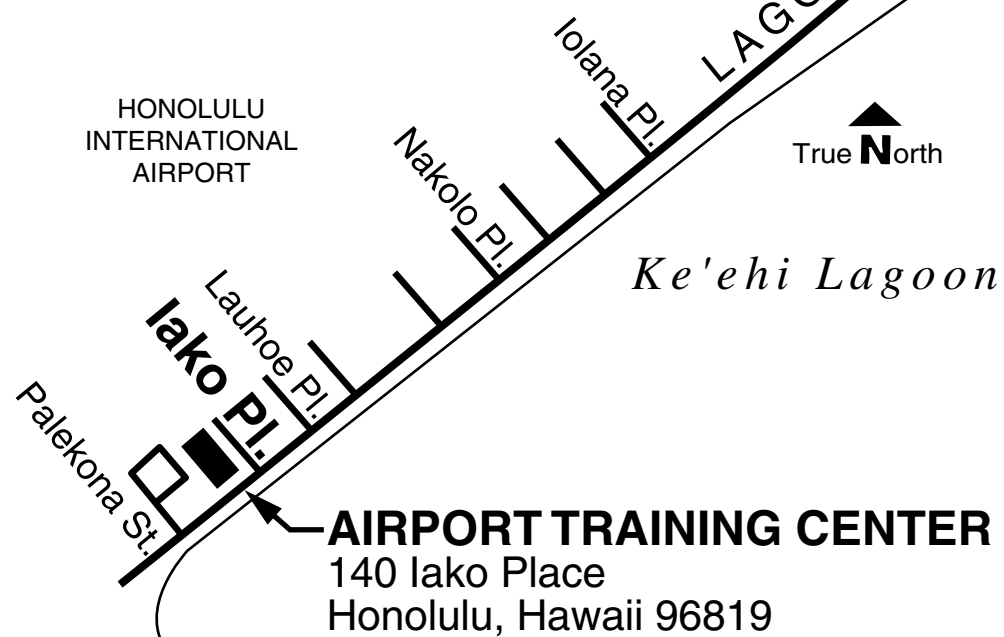 LAGO
Iolana Pl.
HONOLULU
INTERNATIONAL
AIRPORT
True North
Nakolo Pl.
Ke'ehi Lagoon
Lauhoe Pl.
Iako Pl.
Palekona St.
AIRPORT TRAINING CENTER
140 Iako Place
Honolulu, Hawaii 96819